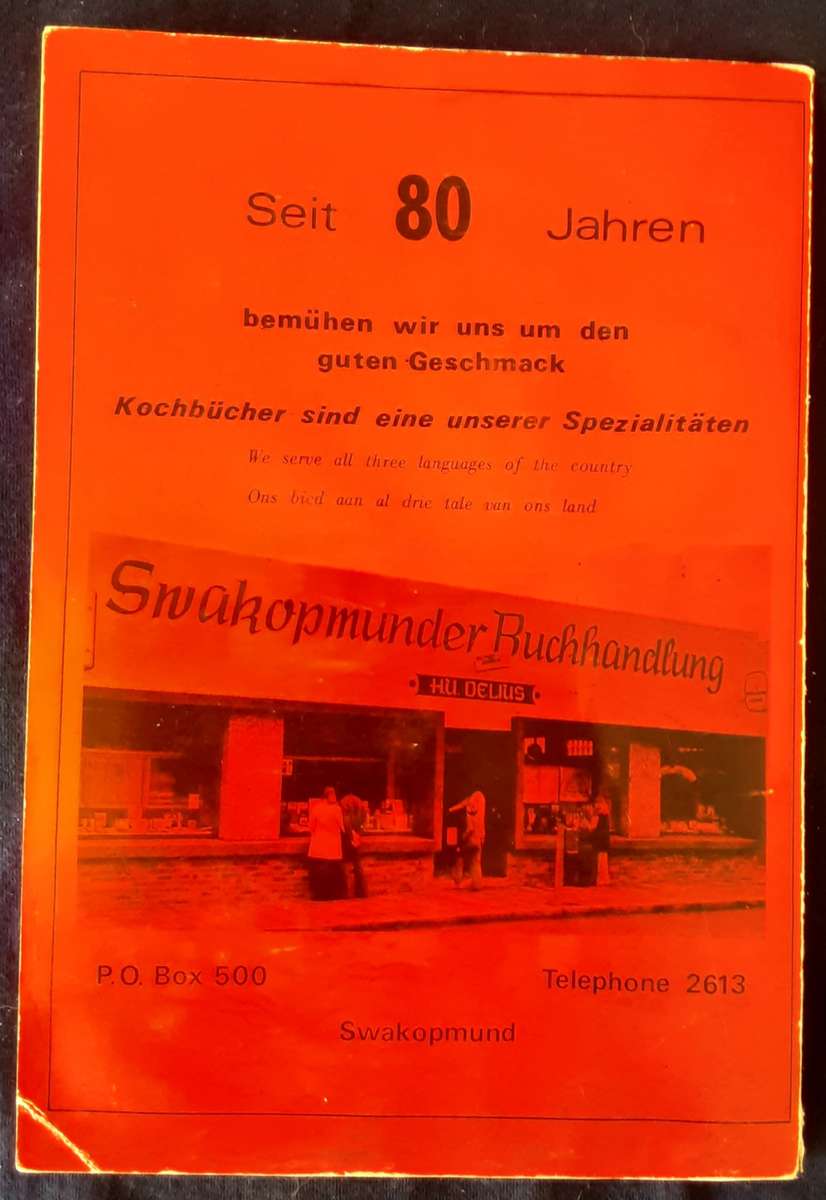 Seit 80 Jahren
bemühen wir uns um den
guten Geschmack
Kochbücher sind eine unserer Spezialitäten
We serve all three languages of the country
Ons bied aan al drie tale van ons land
Swakopmunder Buchhandlung
H.U. DELIUS
P.O. Box 500
Telephone 2613
Swakopmund